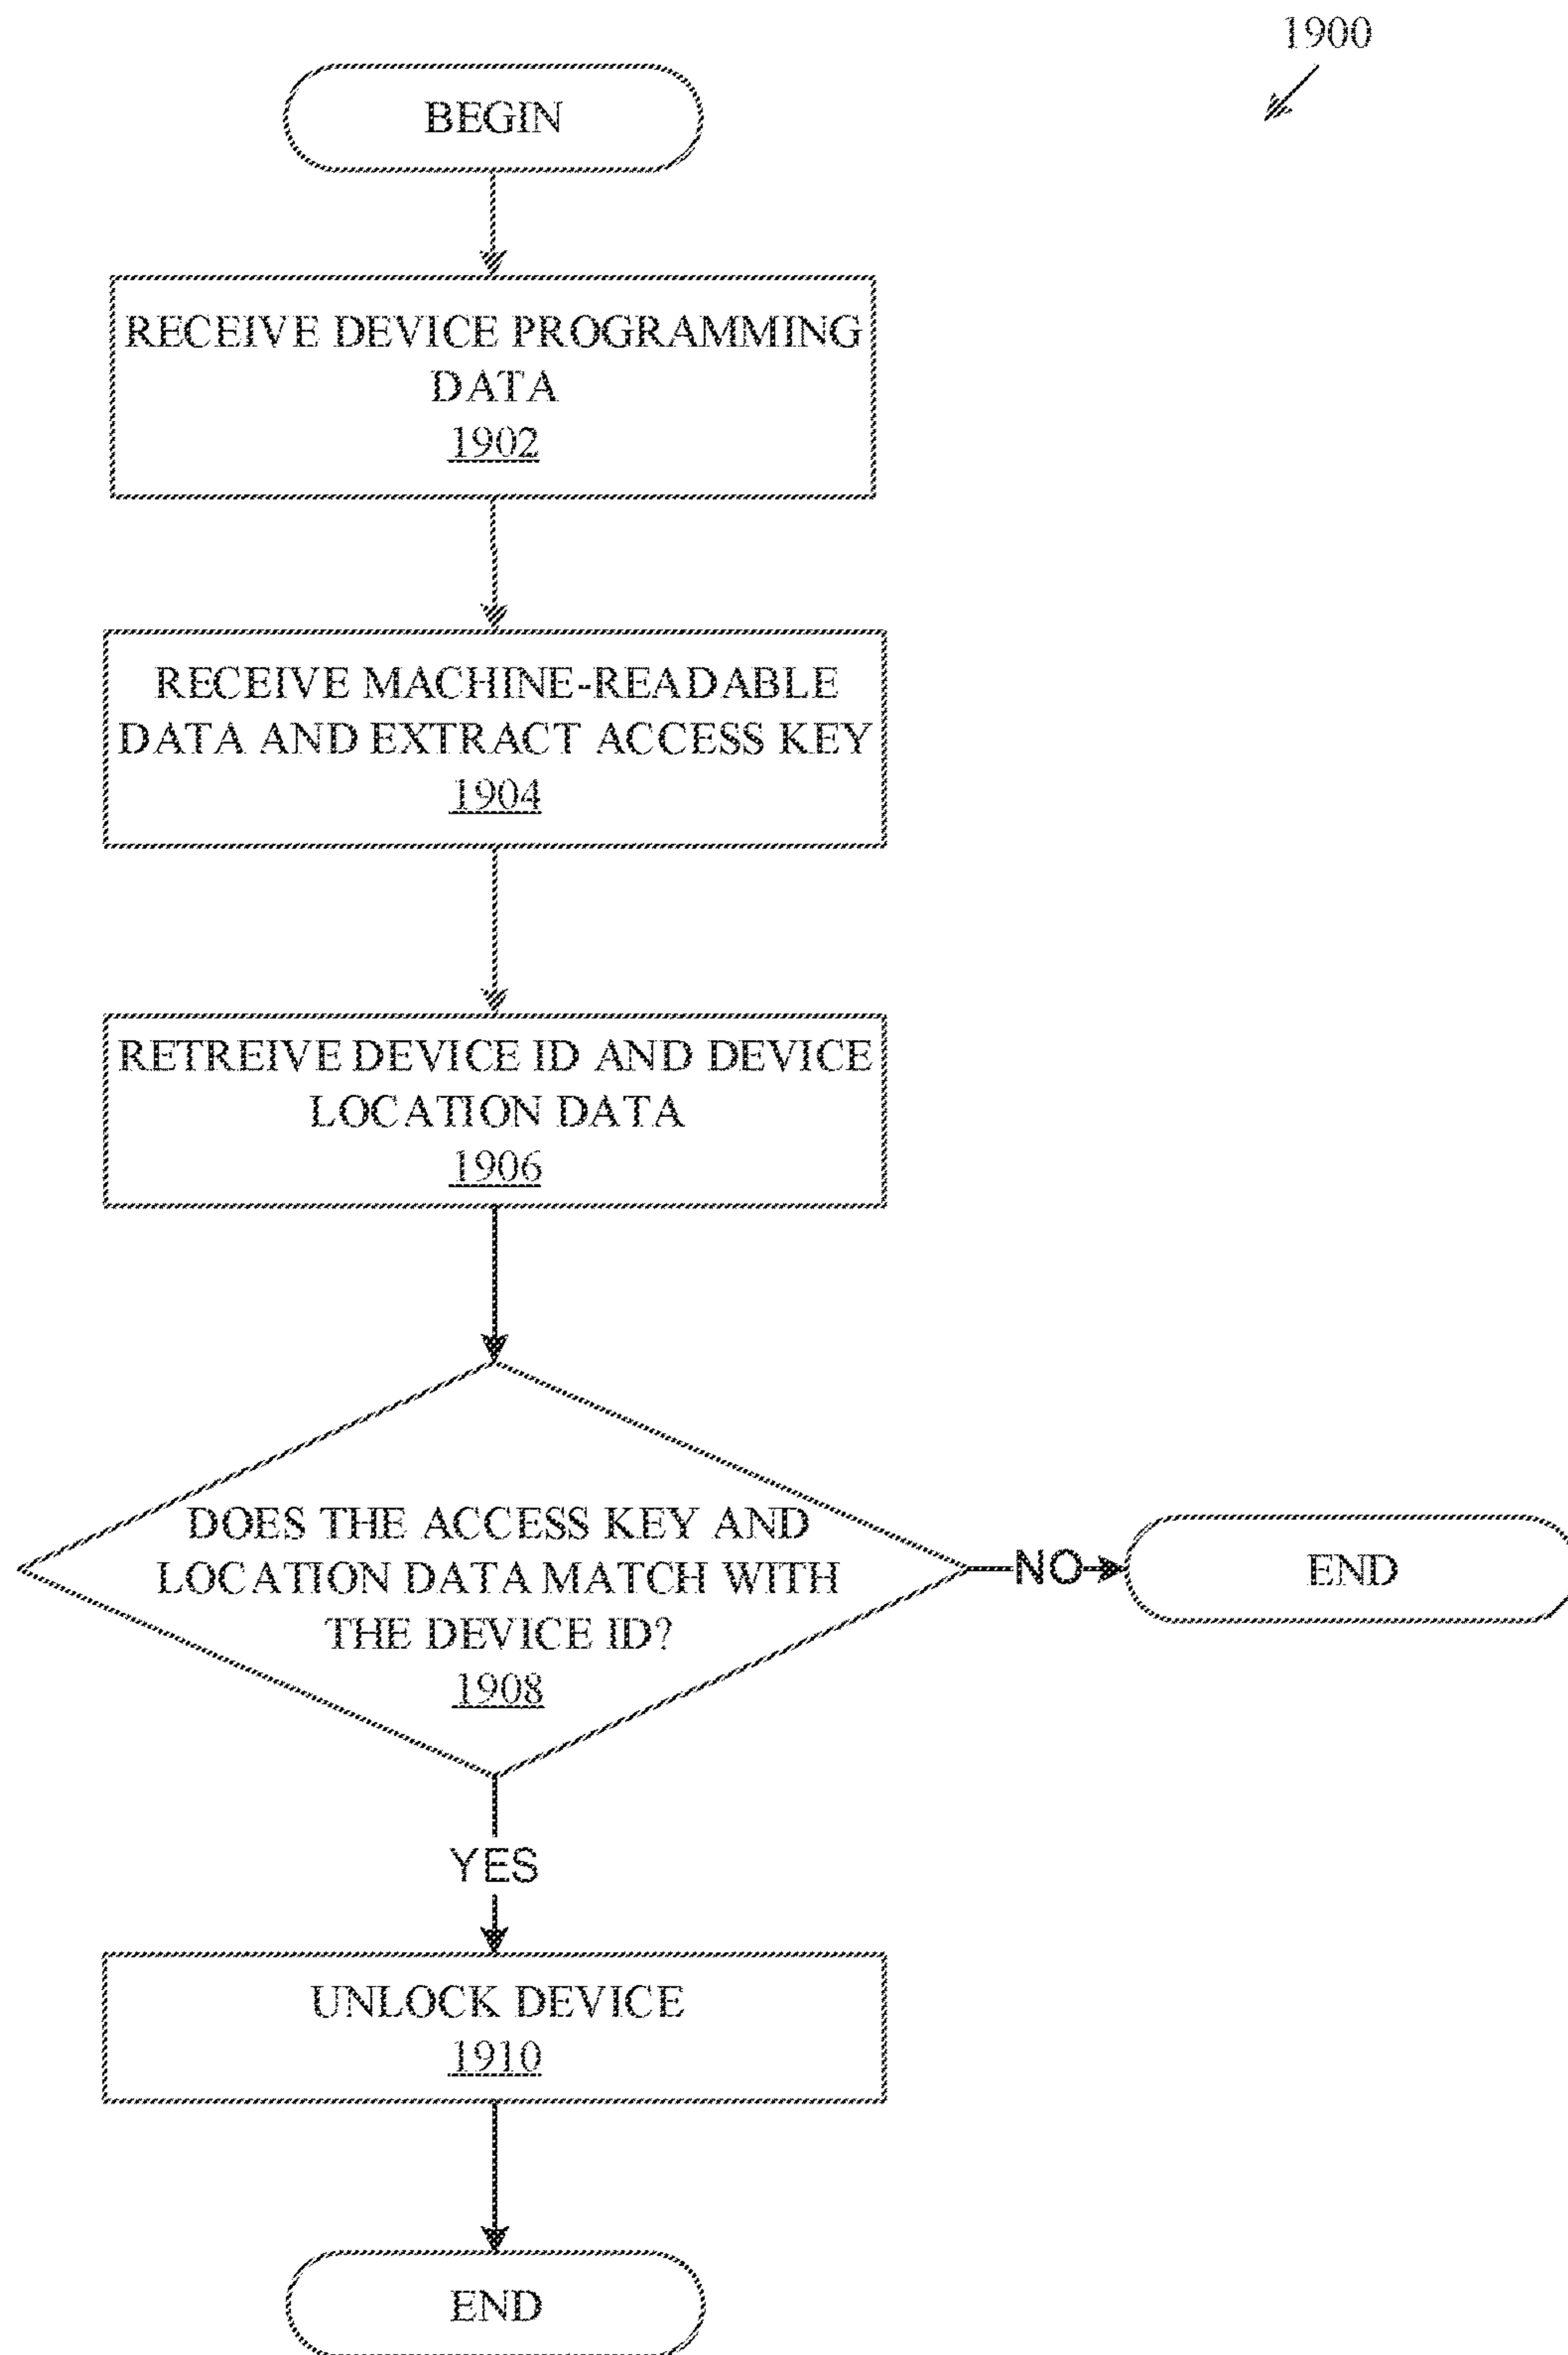 1900
BEGIN
RECEIVE DEVICE PROGRAMMING
DATA
1902
RECEIVE MACHINE-READABLE
DATA AND EXTRACT ACCESS KEY
1904
RETREIVE DEVICE ID AND DEVICE
LOCATION DATA
1906
DOES THE ACCESS KEY AND
LOCATION DATA MATCH WITH
THE DEVICE ID?
1908
NO
END
YES
UNLOCK DEVICE
1910
END